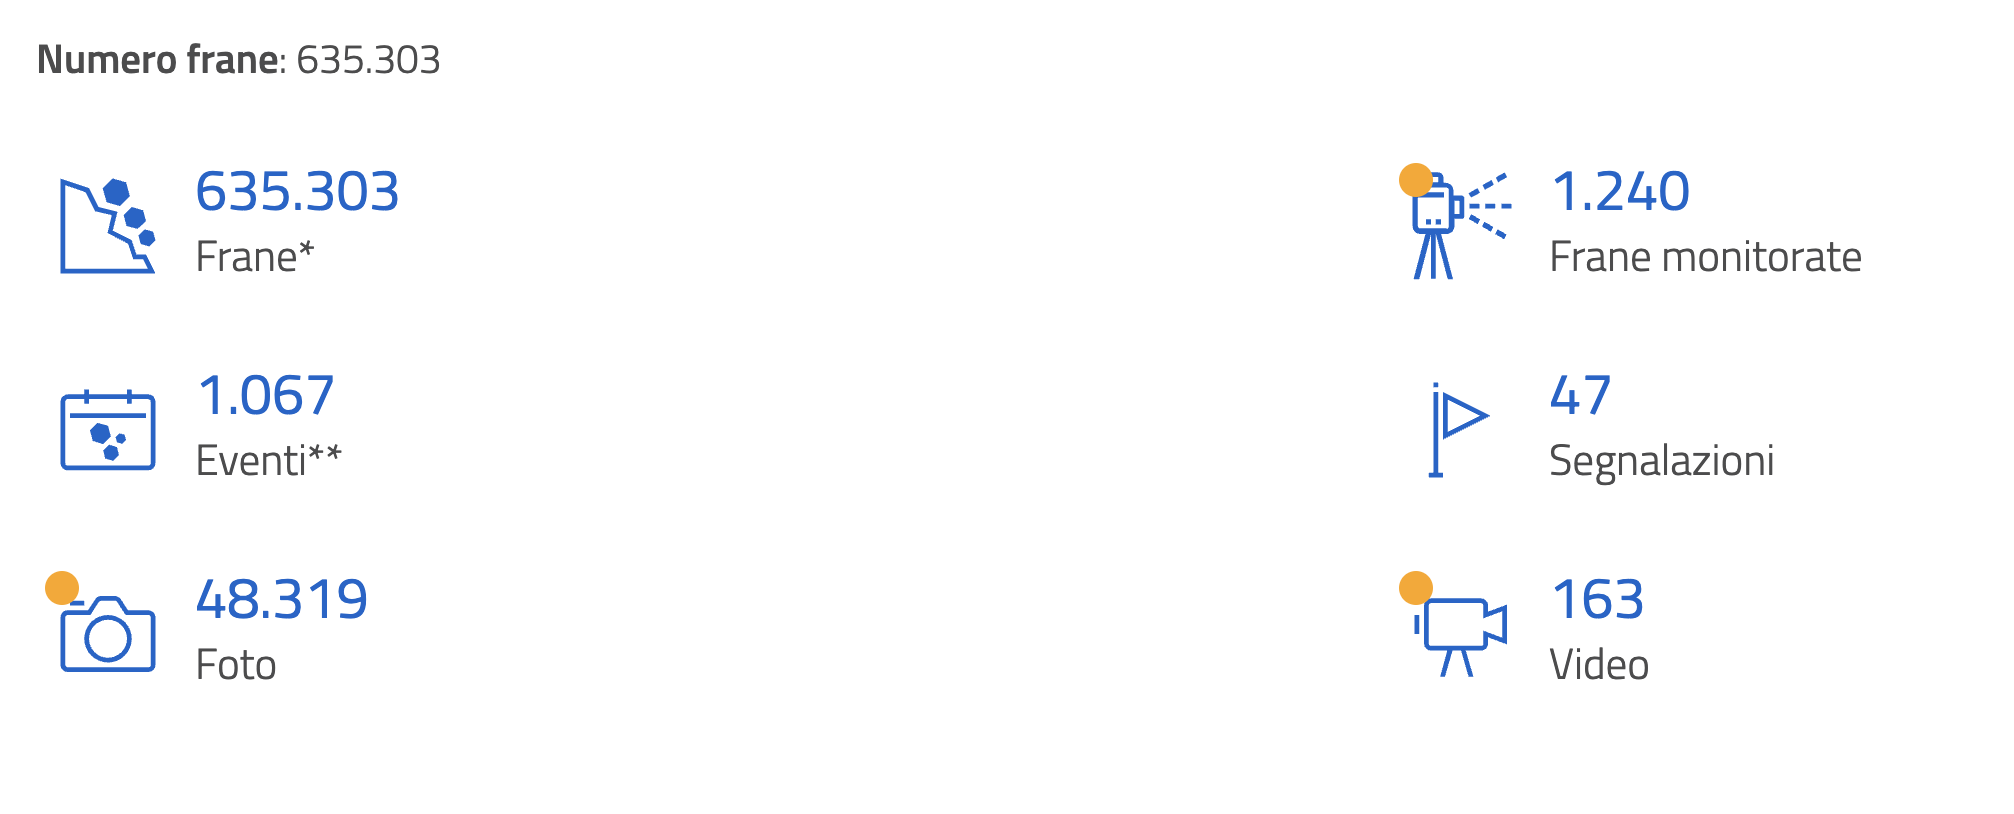 Numero frane: 635.303
635.303
Frane*
1.240
Frane monitorate
1.067
Eventi**
47
Segnalazioni
48.319
Foto
163
Video